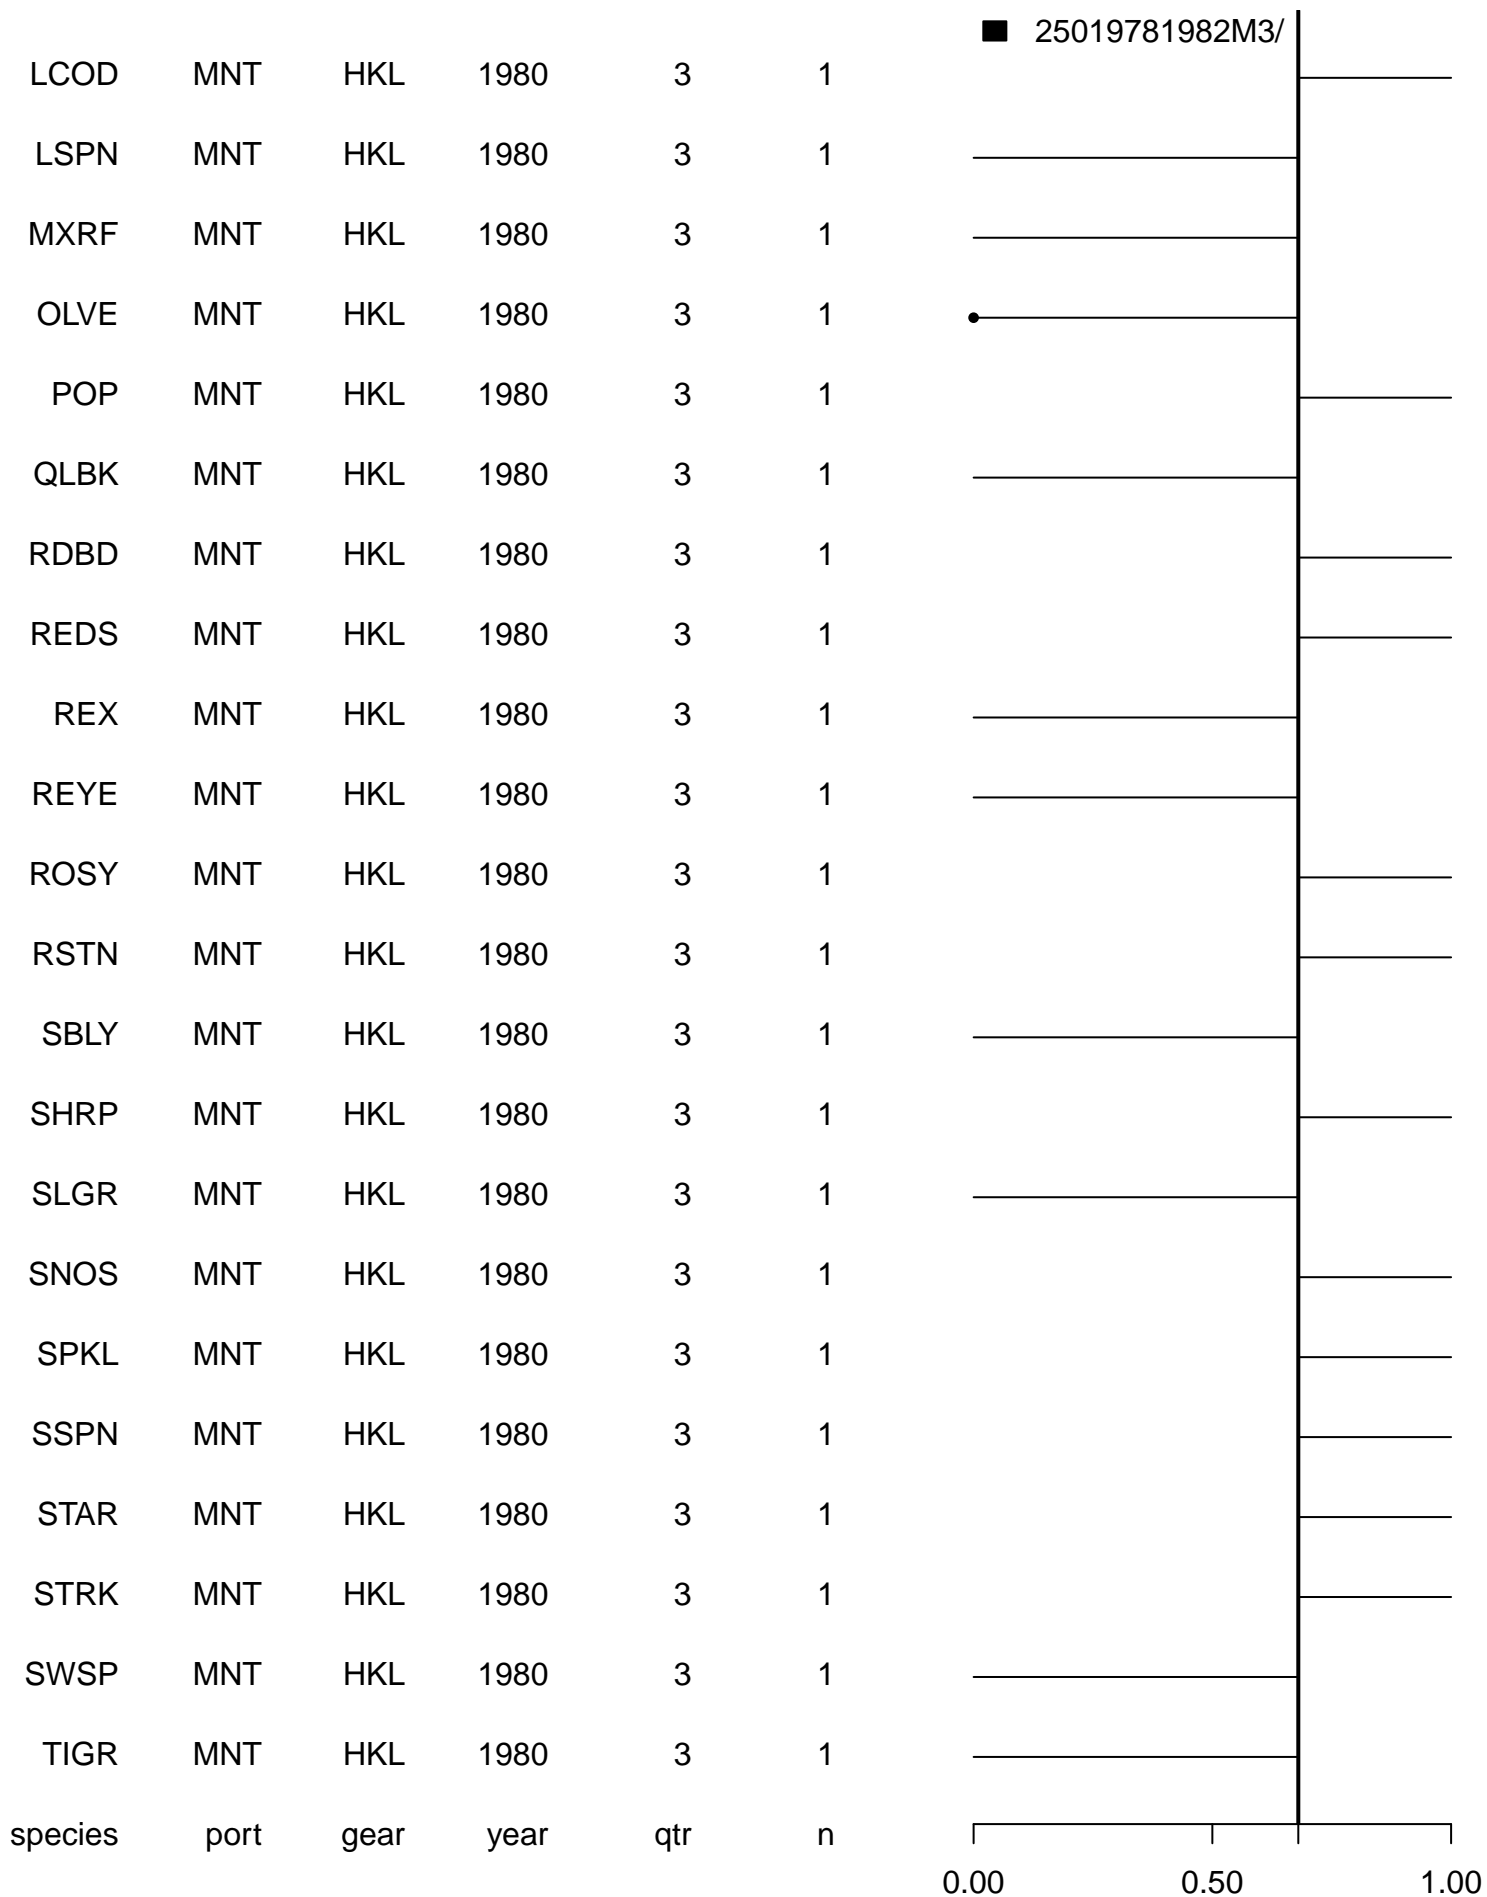 25019781982M3/
LCOD MNT HKL 1980 3 1
LSPN MNT HKL 1980 3 1
MXRF MNT HKL 1980 3 1
OLVE MNT HKL 1980 3 1
POP MNT HKL 1980 3 1
QLBK MNT HKL 1980 3 1
RDBD MNT HKL 1980 3 1
REDS MNT HKL 1980 3 1
REX MNT HKL 1980 3 1
REYE MNT HKL 1980 3 1
ROSY MNT HKL 1980 3 1
RSTN MNT HKL 1980 3 1
SBLY MNT HKL 1980 3 1
SHRP MNT HKL 1980 3 1
SLGR MNT HKL 1980 3 1
SNOS MNT HKL 1980 3 1
SPKL MNT HKL 1980 3 1
SSPN MNT HKL 1980 3 1
STAR MNT HKL 1980 3 1
STRK MNT HKL 1980 3 1
SWSP MNT HKL 1980 3 1
TIGR MNT HKL 1980 3 1
species port gear year qtr n
0.00 0.50 1.00